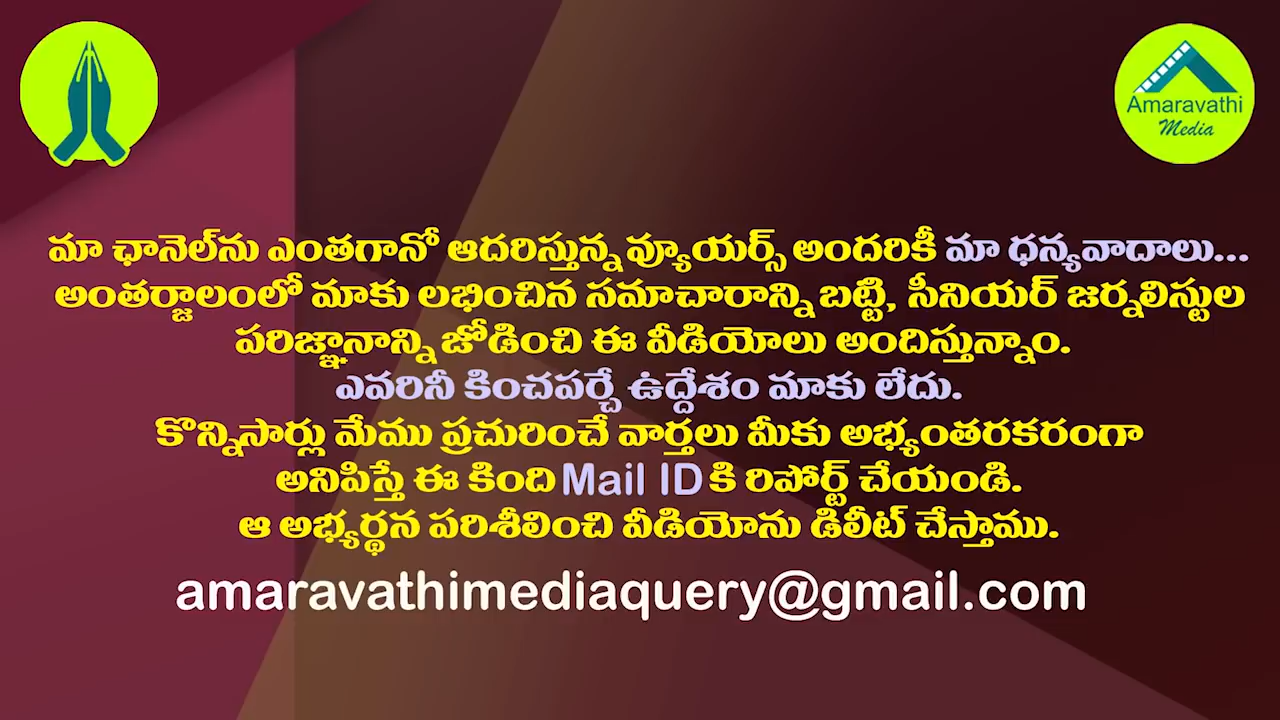 Amaravathi
Media
మా ఛానెల్‌ను ఎంతగానో ఆదరిస్తున్న వ్యూయర్స్ అందరికీ మా ధన్యవాదాలు...
అంతర్జాలంలో మాకు లభించిన సమాచారాన్ని బట్టి, సీనియర్ జర్నలిస్టుల
పరిజ్ఞానాన్ని జోడించి ఈ వీడియోలు అందిస్తున్నాం.
ఎవరినీ కించపర్చే ఉద్దేశం మాకు లేదు.
కొన్నిసార్లు మేము ప్రచురించే వార్తలు మీకు అభ్యంతరకరంగా
అనిపిస్తే ఈ కింది Mail ID కి రిపోర్ట్ చేయండి.
ఆ అభ్యర్థన పరిశీలించి వీడియోను డిలీట్ చేస్తాము.
amaravathimediaquery@gmail.com